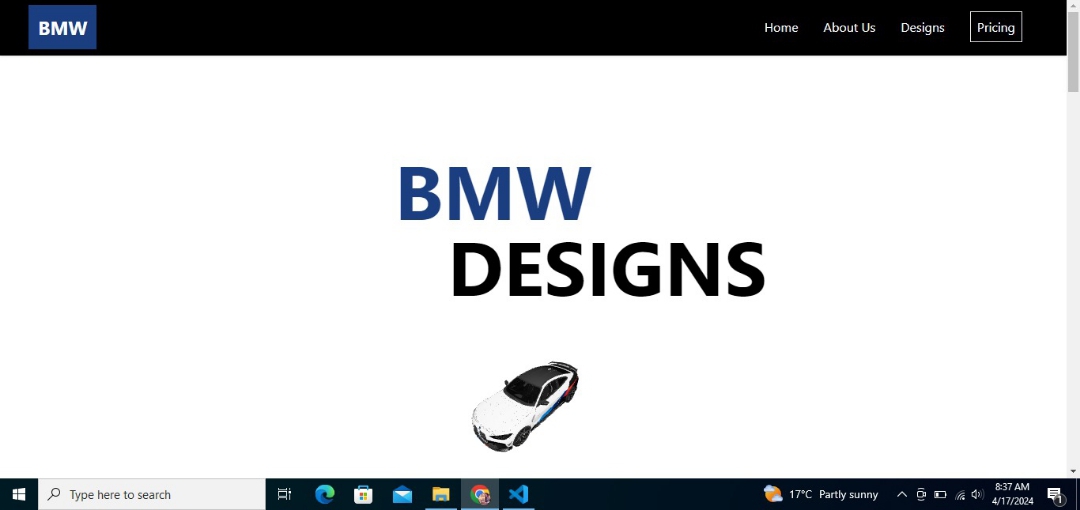 BMW
Home About Us Designs Pricing
BMW
DESIGNS
Type here to search
17°C Partly sunny
8:37 AM
4/17/2024
1